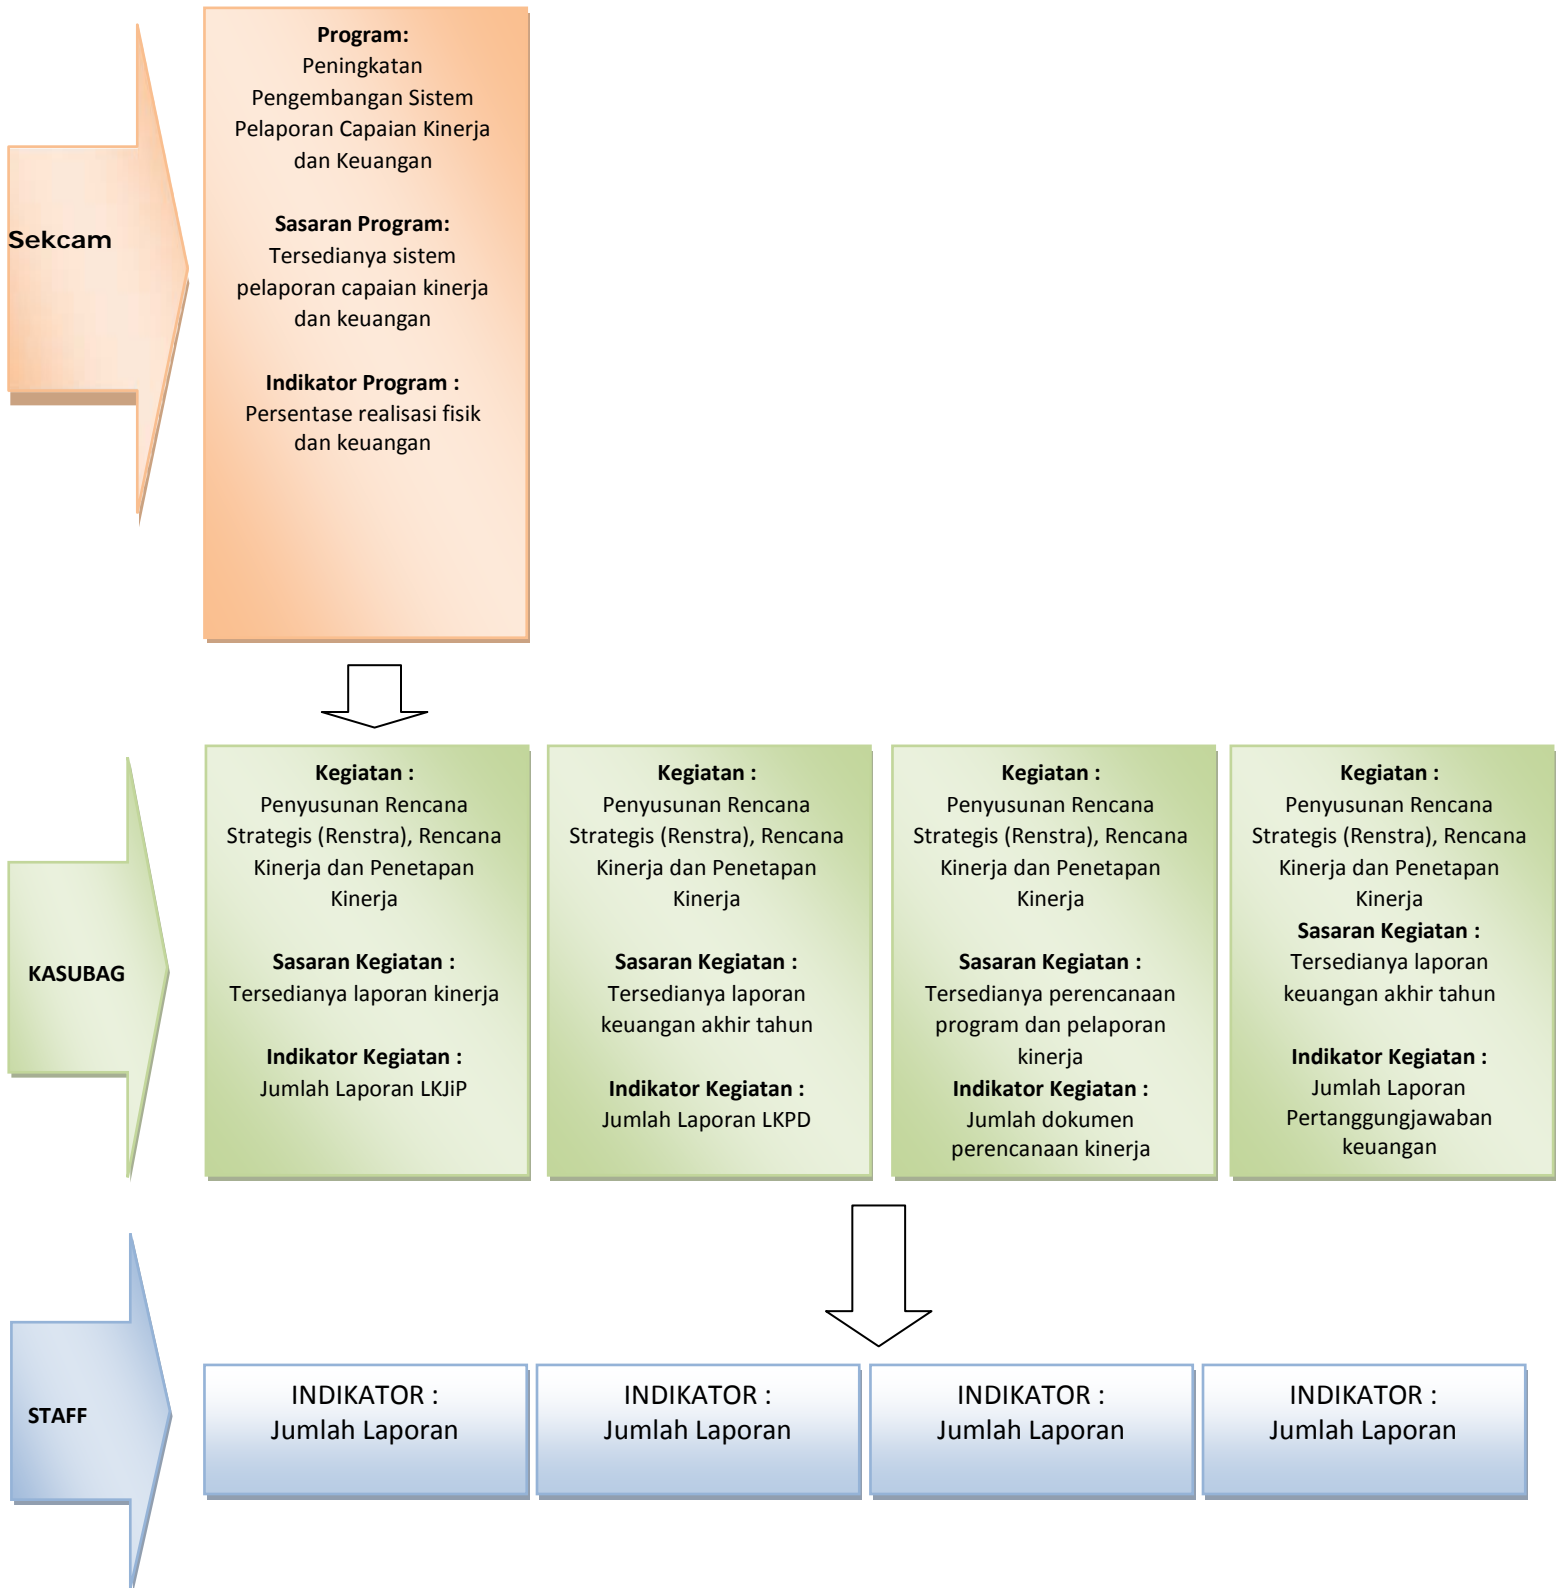 Sekcam
Program:
Peningkatan
Pengembangan Sistem
Pelaporan Capaian Kinerja
dan Keuangan
Sasaran Program:
Tersedianya sistem
pelaporan capaian kinerja
dan keuangan
Indikator Program :
Persentase realisasi fisik
dan keuangan
KASUBAG
Kegiatan :
Penyusunan Rencana
Strategis (Renstra), Rencana
Kinerja dan Penetapan
Kinerja
Sasaran Kegiatan :
Tersedianya laporan kinerja
Indikator Kegiatan :
Jumlah Laporan LKJiP
Kegiatan :
Penyusunan Rencana
Strategis (Renstra), Rencana
Kinerja dan Penetapan
Kinerja
Sasaran Kegiatan :
Tersedianya laporan
keuangan akhir tahun
Indikator Kegiatan :
Jumlah Laporan LKPD
Kegiatan :
Penyusunan Rencana
Strategis (Renstra), Rencana
Kinerja dan Penetapan
Kinerja
Sasaran Kegiatan :
Tersedianya perencanaan
program dan pelaporan
kinerja
Indikator Kegiatan :
Jumlah dokumen
perencanaan kinerja
Kegiatan :
Penyusunan Rencana
Strategis (Renstra), Rencana
Kinerja dan Penetapan
Kinerja
Sasaran Kegiatan :
Tersedianya laporan
keuangan akhir tahun
Indikator Kegiatan :
Jumlah Laporan
Pertanggungjawaban
keuangan
STAFF
INDIKATOR :
Jumlah Laporan
INDIKATOR :
Jumlah Laporan
INDIKATOR :
Jumlah Laporan
INDIKATOR :
Jumlah Laporan